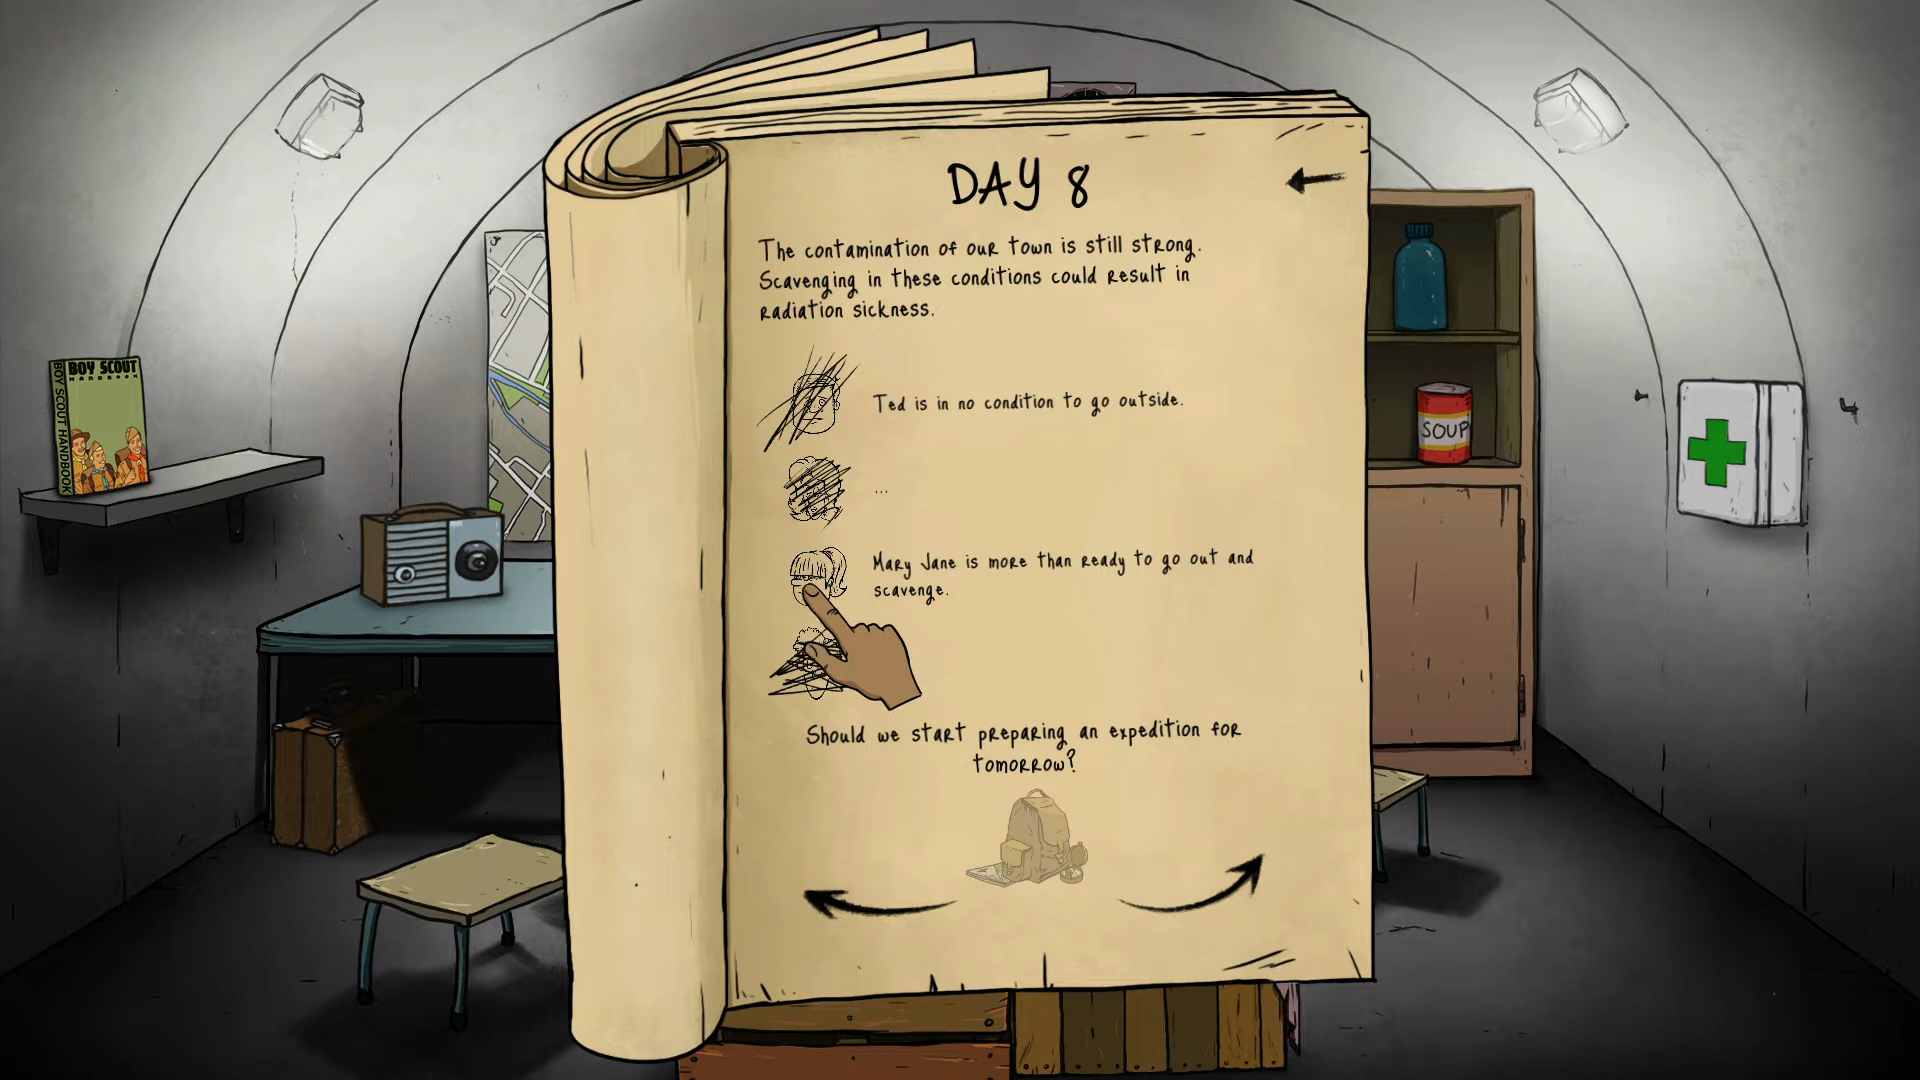 DAY 8
The contamination of our town is still strong.
Scavenging in these conditions could result in
radiation sickness.
Ted is in no condition to go outside.
...
Mary Jane is more than ready to go out and
scavenge.
Should we start preparing an expedition for
tomorrow?
BOY SCOUT
HANDBOOK
BOY SCOUT HANDBOOK
SOUP